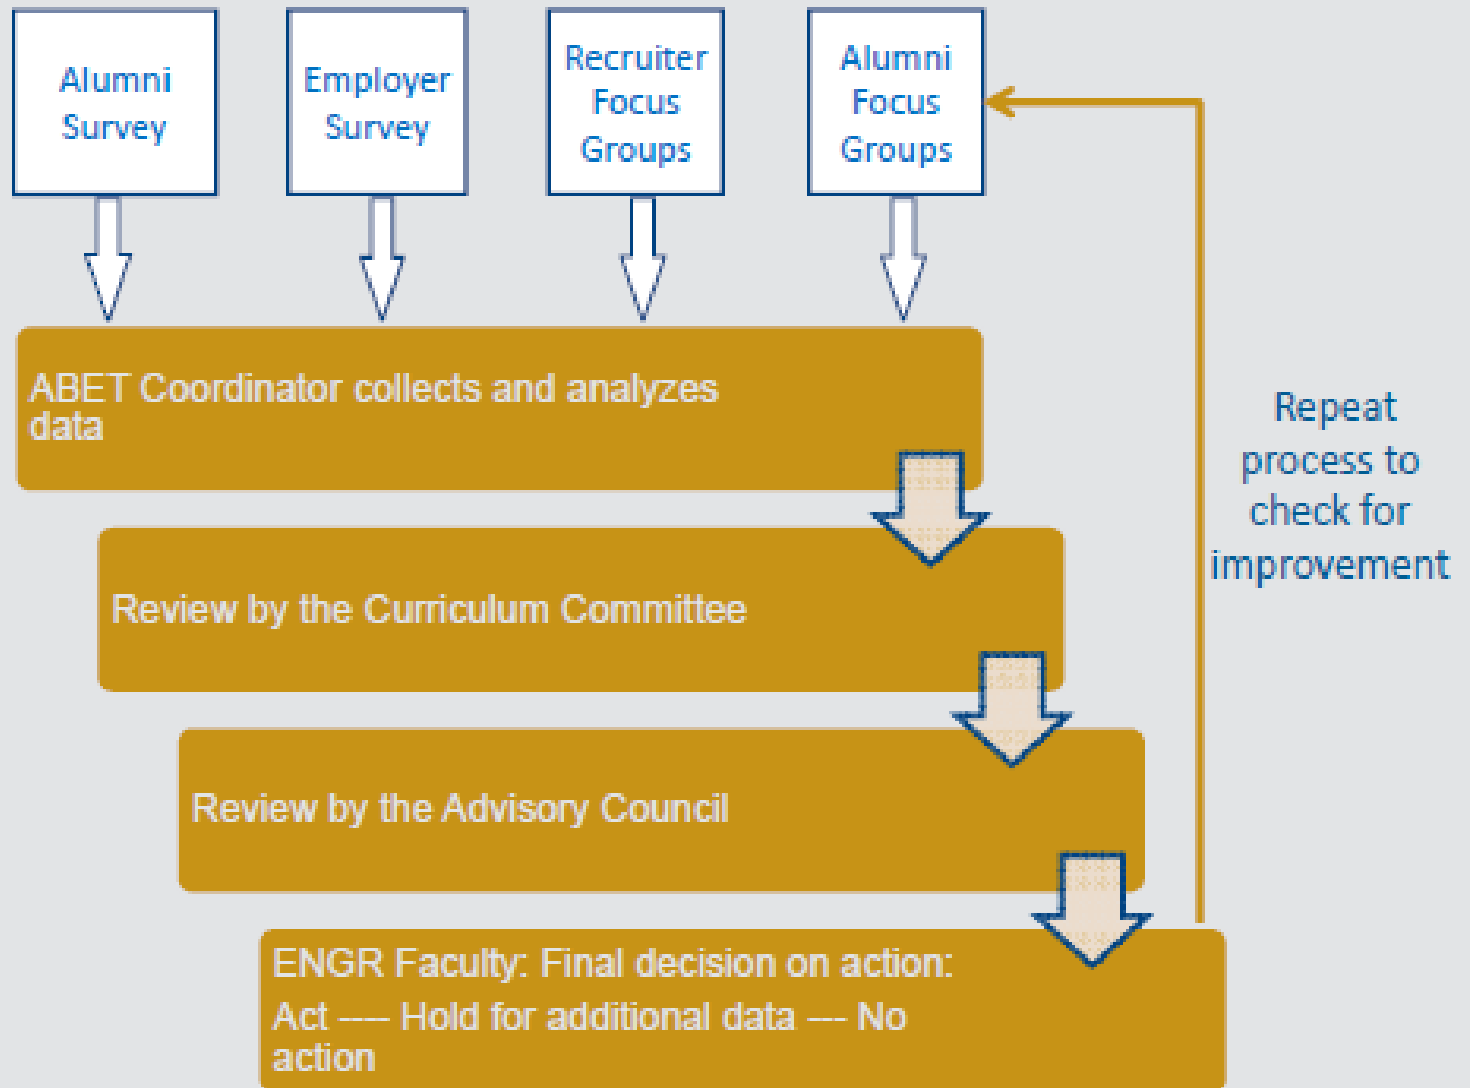 Alumni
Survey
Employer
Survey
Recruiter
Focus
Groups
Alumni
Focus
Groups
ABET Coordinator collects and analyzes
data
Repeat
process to
check for
improvement
Review by the Curriculum Committee
Review by the Advisory Council
ENGR Faculty: Final decision on action:
Act ---- Hold for additional data --- No
action